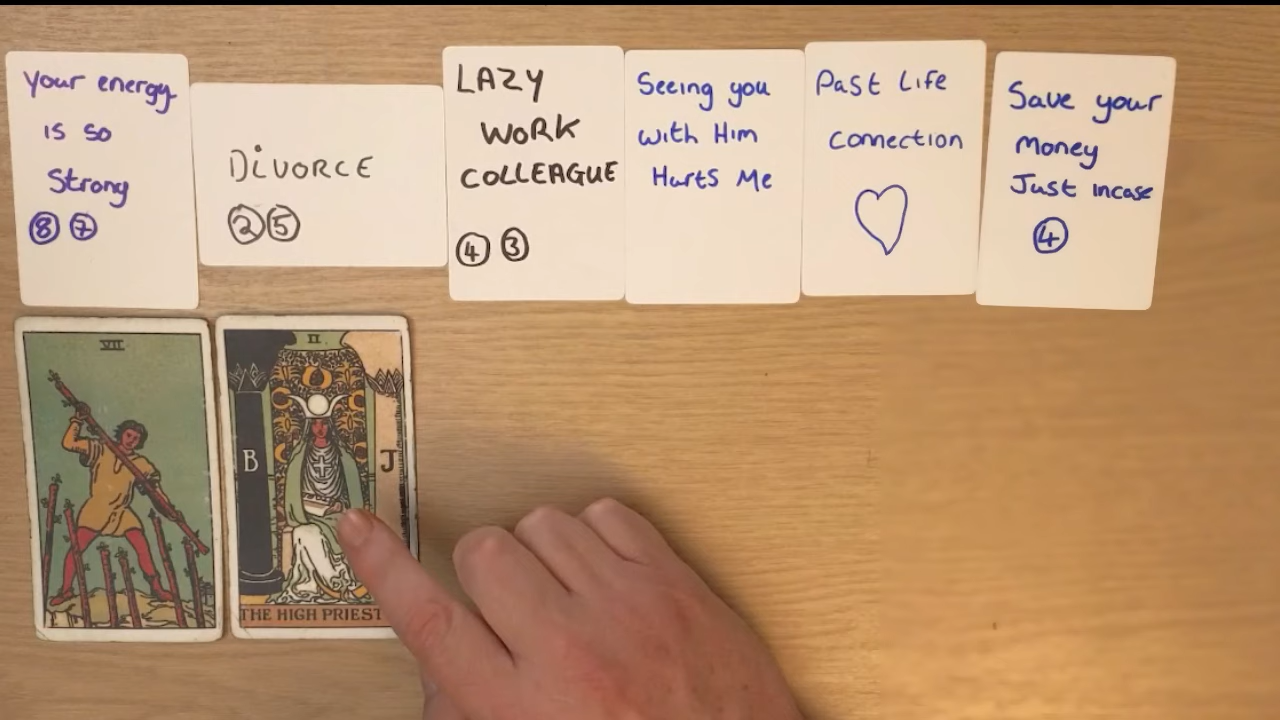 Your energy
is so
Strong
8 7
DiVORCE
2 5
LAZY
WORK
COLLEAGUE
4 3
Seeing you
with Him
Hurts Me
Past Life
Connection
Save your
Money
Just incase
4
VII
II
B J
THE HIGH PRIEST